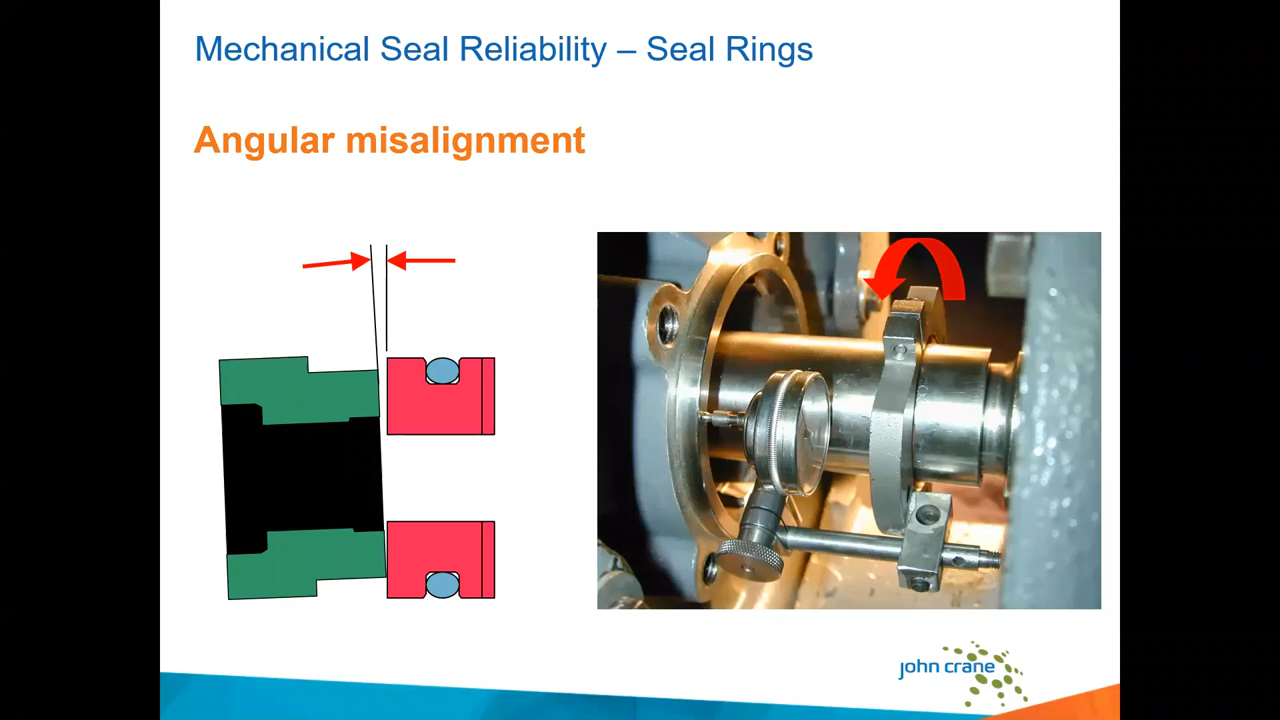 Mechanical Seal Reliability – Seal Rings
Angular misalignment
john crane